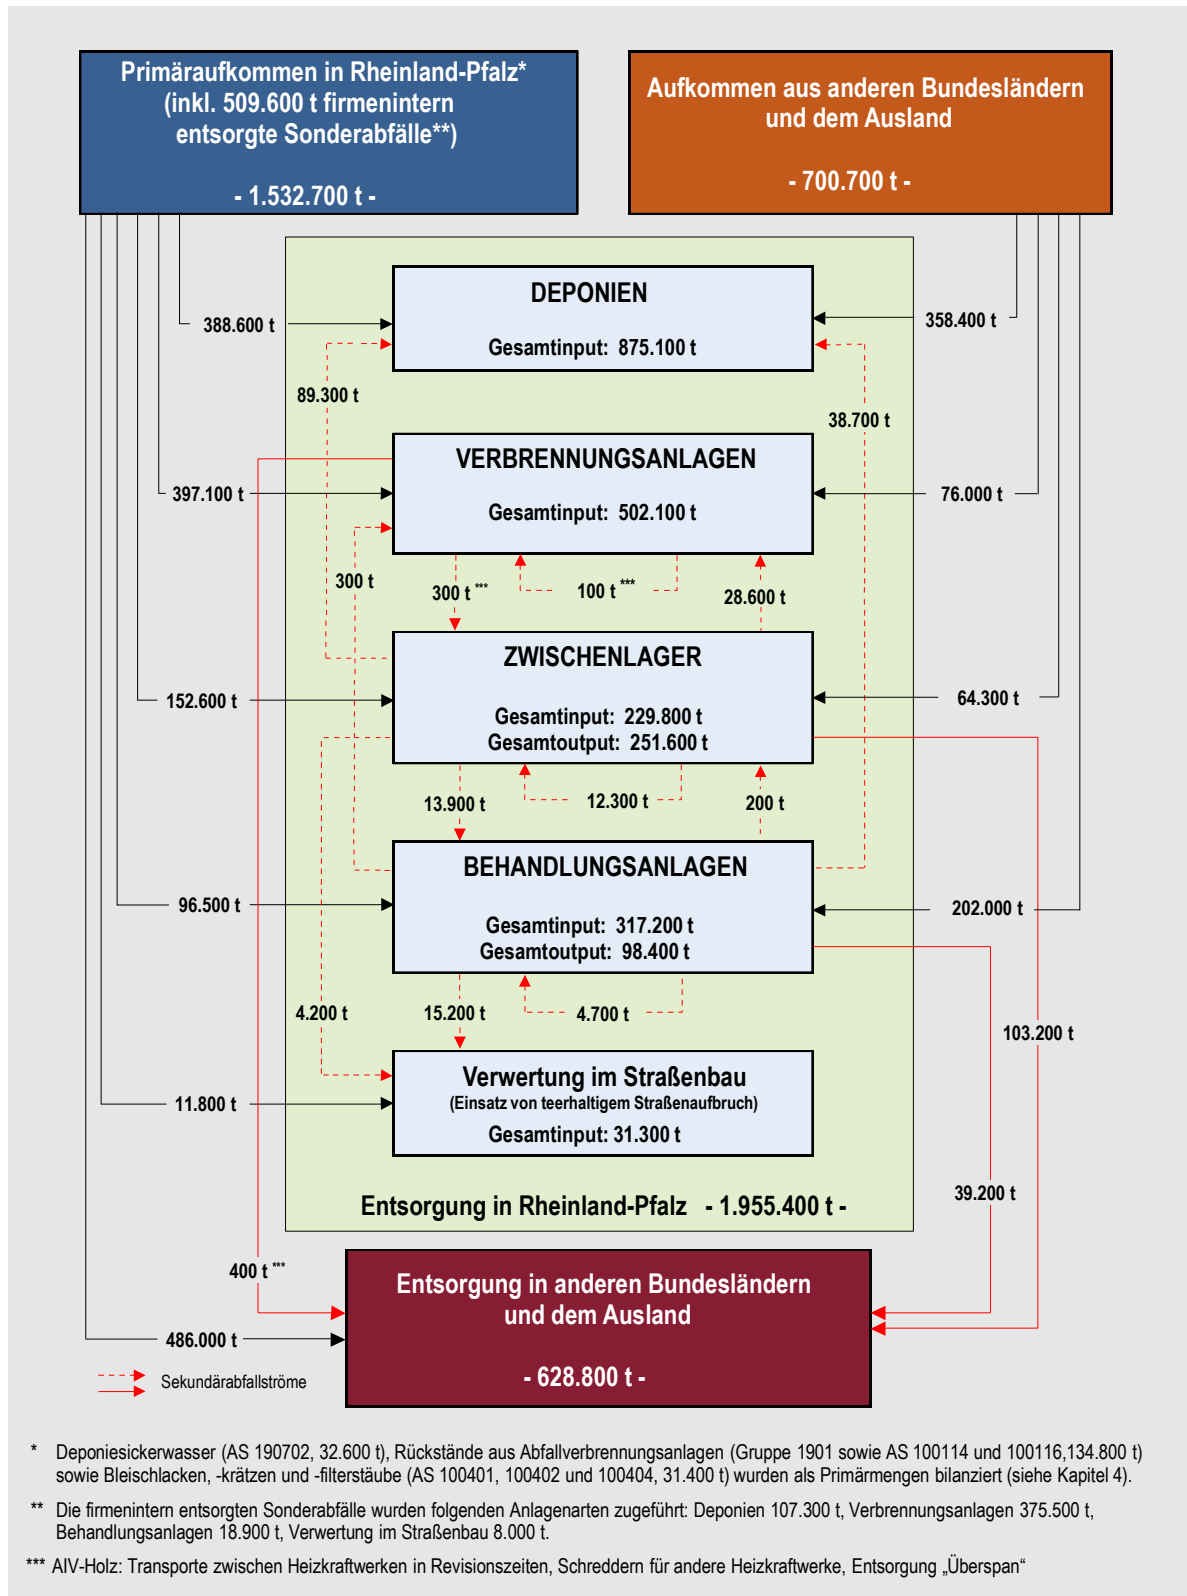 Primäraufkommen in Rheinland-Pfalz*
(inkl. 509.600 t firmenintern
entsorgte Sonderabfälle**)
- 1.532.700 t -
Aufkommen aus anderen Bundesländern
und dem Ausland
- 700.700 t -
DEPONIEN
Gesamtinput: 875.100 t
388.600 t
358.400 t
89.300 t
38.700 t
VERBRENNUNGSANLAGEN
Gesamtinput: 502.100 t
397.100 t
76.000 t
300 t
300 t ***
100 t ***
28.600 t
ZWISCHENLAGER
Gesamtinput: 229.800 t
Gesamtoutput: 251.600 t
152.600 t
64.300 t
13.900 t
12.300 t
200 t
BEHANDLUNGSANLAGEN
Gesamtinput: 317.200 t
Gesamtoutput: 98.400 t
96.500 t
202.000 t
4.200 t
15.200 t
4.700 t
103.200 t
Verwertung im Straßenbau
(Einsatz von teerhaltigem Straßenaufbruch)
Gesamtinput: 31.300 t
11.800 t
39.200 t
Entsorgung in Rheinland-Pfalz - 1.955.400 t -
400 t ***
Entsorgung in anderen Bundesländern
und dem Ausland
- 628.800 t -
486.000 t
Sekundärabfallströme
* Deponiesickerwasser (AS 190702, 32.600 t), Rückstände aus Abfallverbrennungsanlagen (Gruppe 1901 sowie AS 100114 und 100116,134.800 t)
sowie Bleischlacken, -krätzen und -filterstäube (AS 100401, 100402 und 100404, 31.400 t) wurden als Primärmengen bilanziert (siehe Kapitel 4).
** Die firmenintern entsorgten Sonderabfälle wurden folgenden Anlagenarten zugeführt: Deponien 107.300 t, Verbrennungsanlagen 375.500 t,
Behandlungsanlagen 18.900 t, Verwertung im Straßenbau 8.000 t.
*** AIV-Holz: Transporte zwischen Heizkraftwerken in Revisionszeiten, Schreddern für andere Heizkraftwerke, Entsorgung „Überspan“